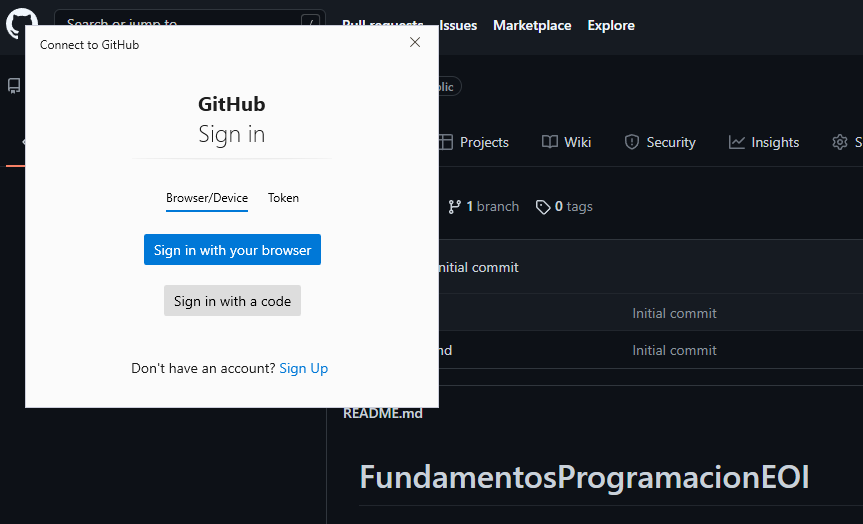 Search or jump to...
/
Pull requests
Issues
Marketplace
Explore
Connect to GitHub
GitHub
Sign in
Browser/Device
Token
Sign in with your browser
Sign in with a code
Don't have an account? Sign Up
blic
Projects
Wiki
Security
Insights
S
1 branch
0 tags
nitial commit
Initial commit
nd
Initial commit
README.md
FundamentosProgramacionEOI